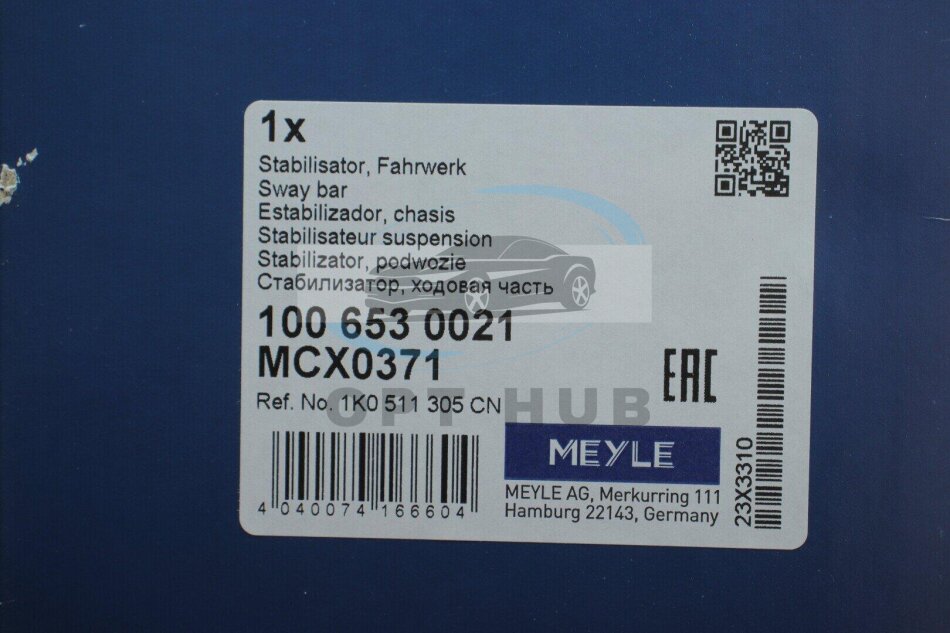 1x
Stabilisator, Fahrwerk
Sway bar
Estabilizador, chasis
Stabilisateur suspension
Stabilizator, podwozie
Стабилизатор, ходовая часть
100 653 0021
MCX0371
EAC
Ref. No. 1K0 511 305 CN
OPT HUB
MEYLE
MEYLE AG, Merkurring 111
Hamburg 22143, Germany
4 040074 166604
23X3310